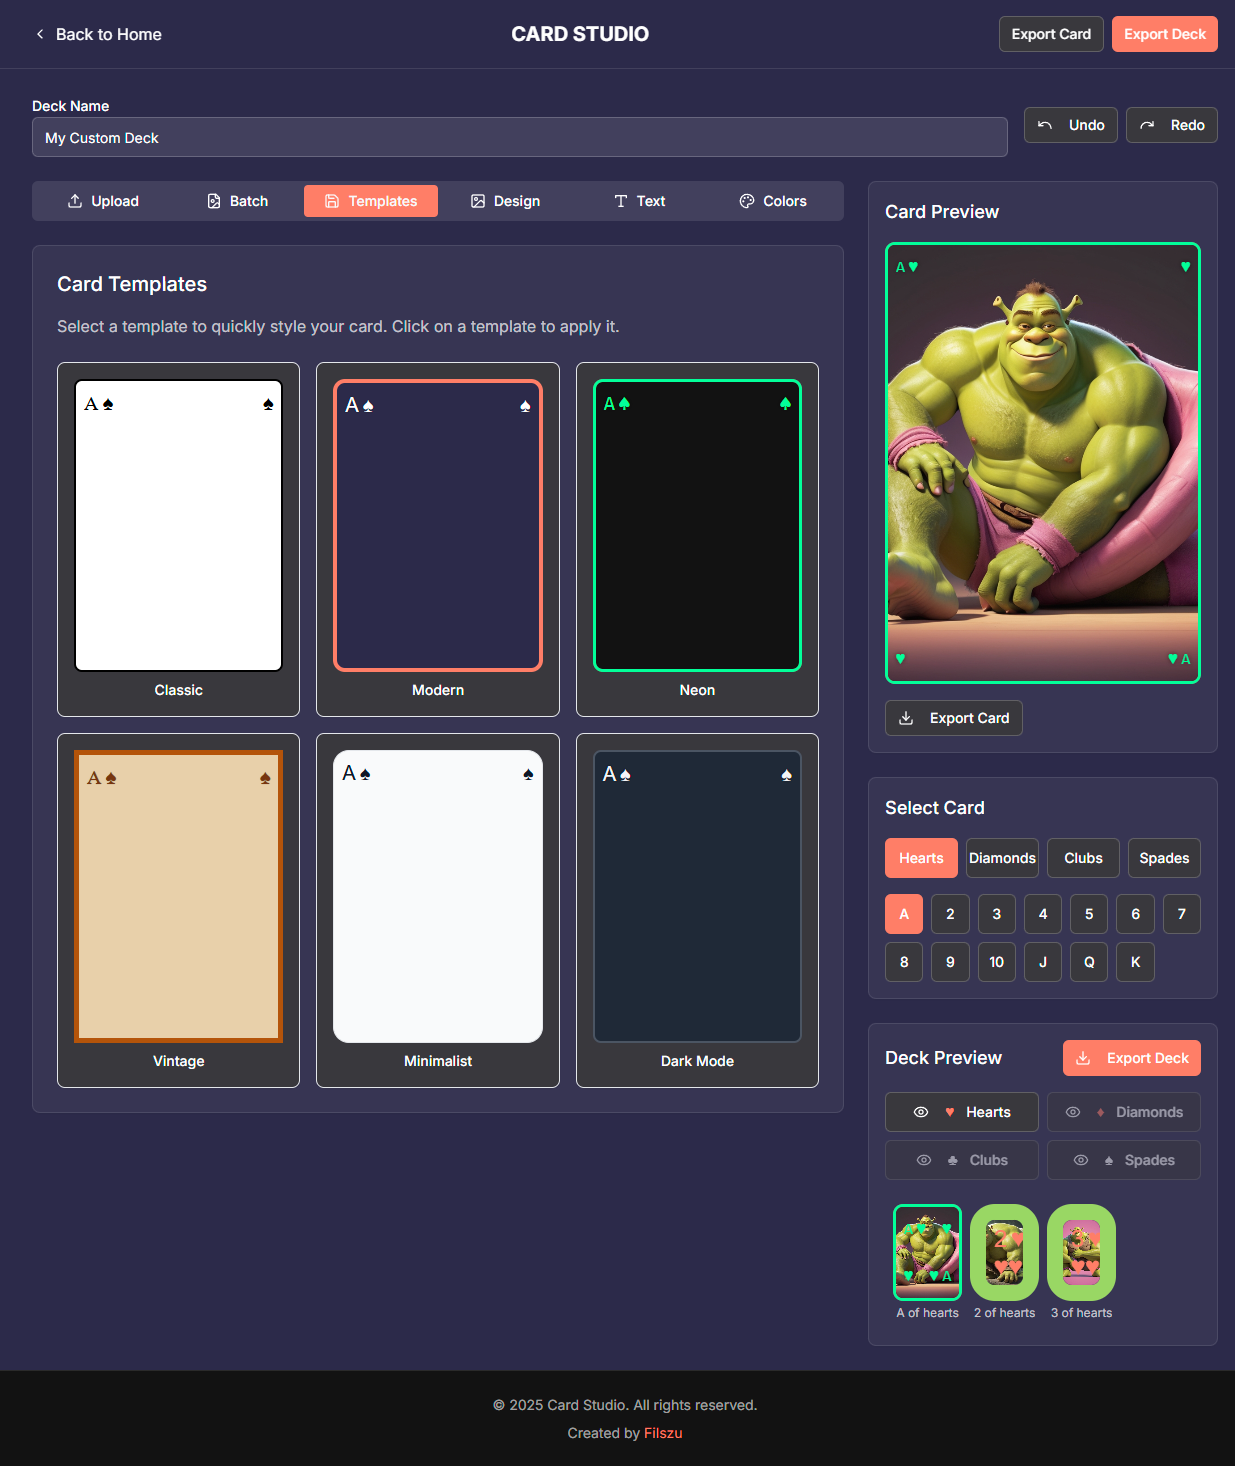 Back to Home
CARD STUDIO
Export Card
Export Deck
Deck Name
My Custom Deck
Undo
Redo
Upload
Batch
Templates
Design
Text
Colors
Card Templates
Select a template to quickly style your card. Click on a template to apply it.
A♠ ♠
Classic
A♠ ♠
Modern
A♠ ♠
Neon
A♠ ♠
Vintage
A♠ ♠
Minimalist
A♠ ♠
Dark Mode
Card Preview
A♥ ♥
♥ ♥A
Export Card
Select Card
Hearts Diamonds Clubs Spades
A 2 3 4 5 6 7
8 9 10 J Q K
Deck Preview
Export Deck
♥ Hearts
♦ Diamonds
♣ Clubs
♠ Spades
♥ ♥
♥ ♥A
A of hearts
2♥
♥♥
2 of hearts
♥♥
3 of hearts
© 2025 Card Studio. All rights reserved.
Created by Filszu